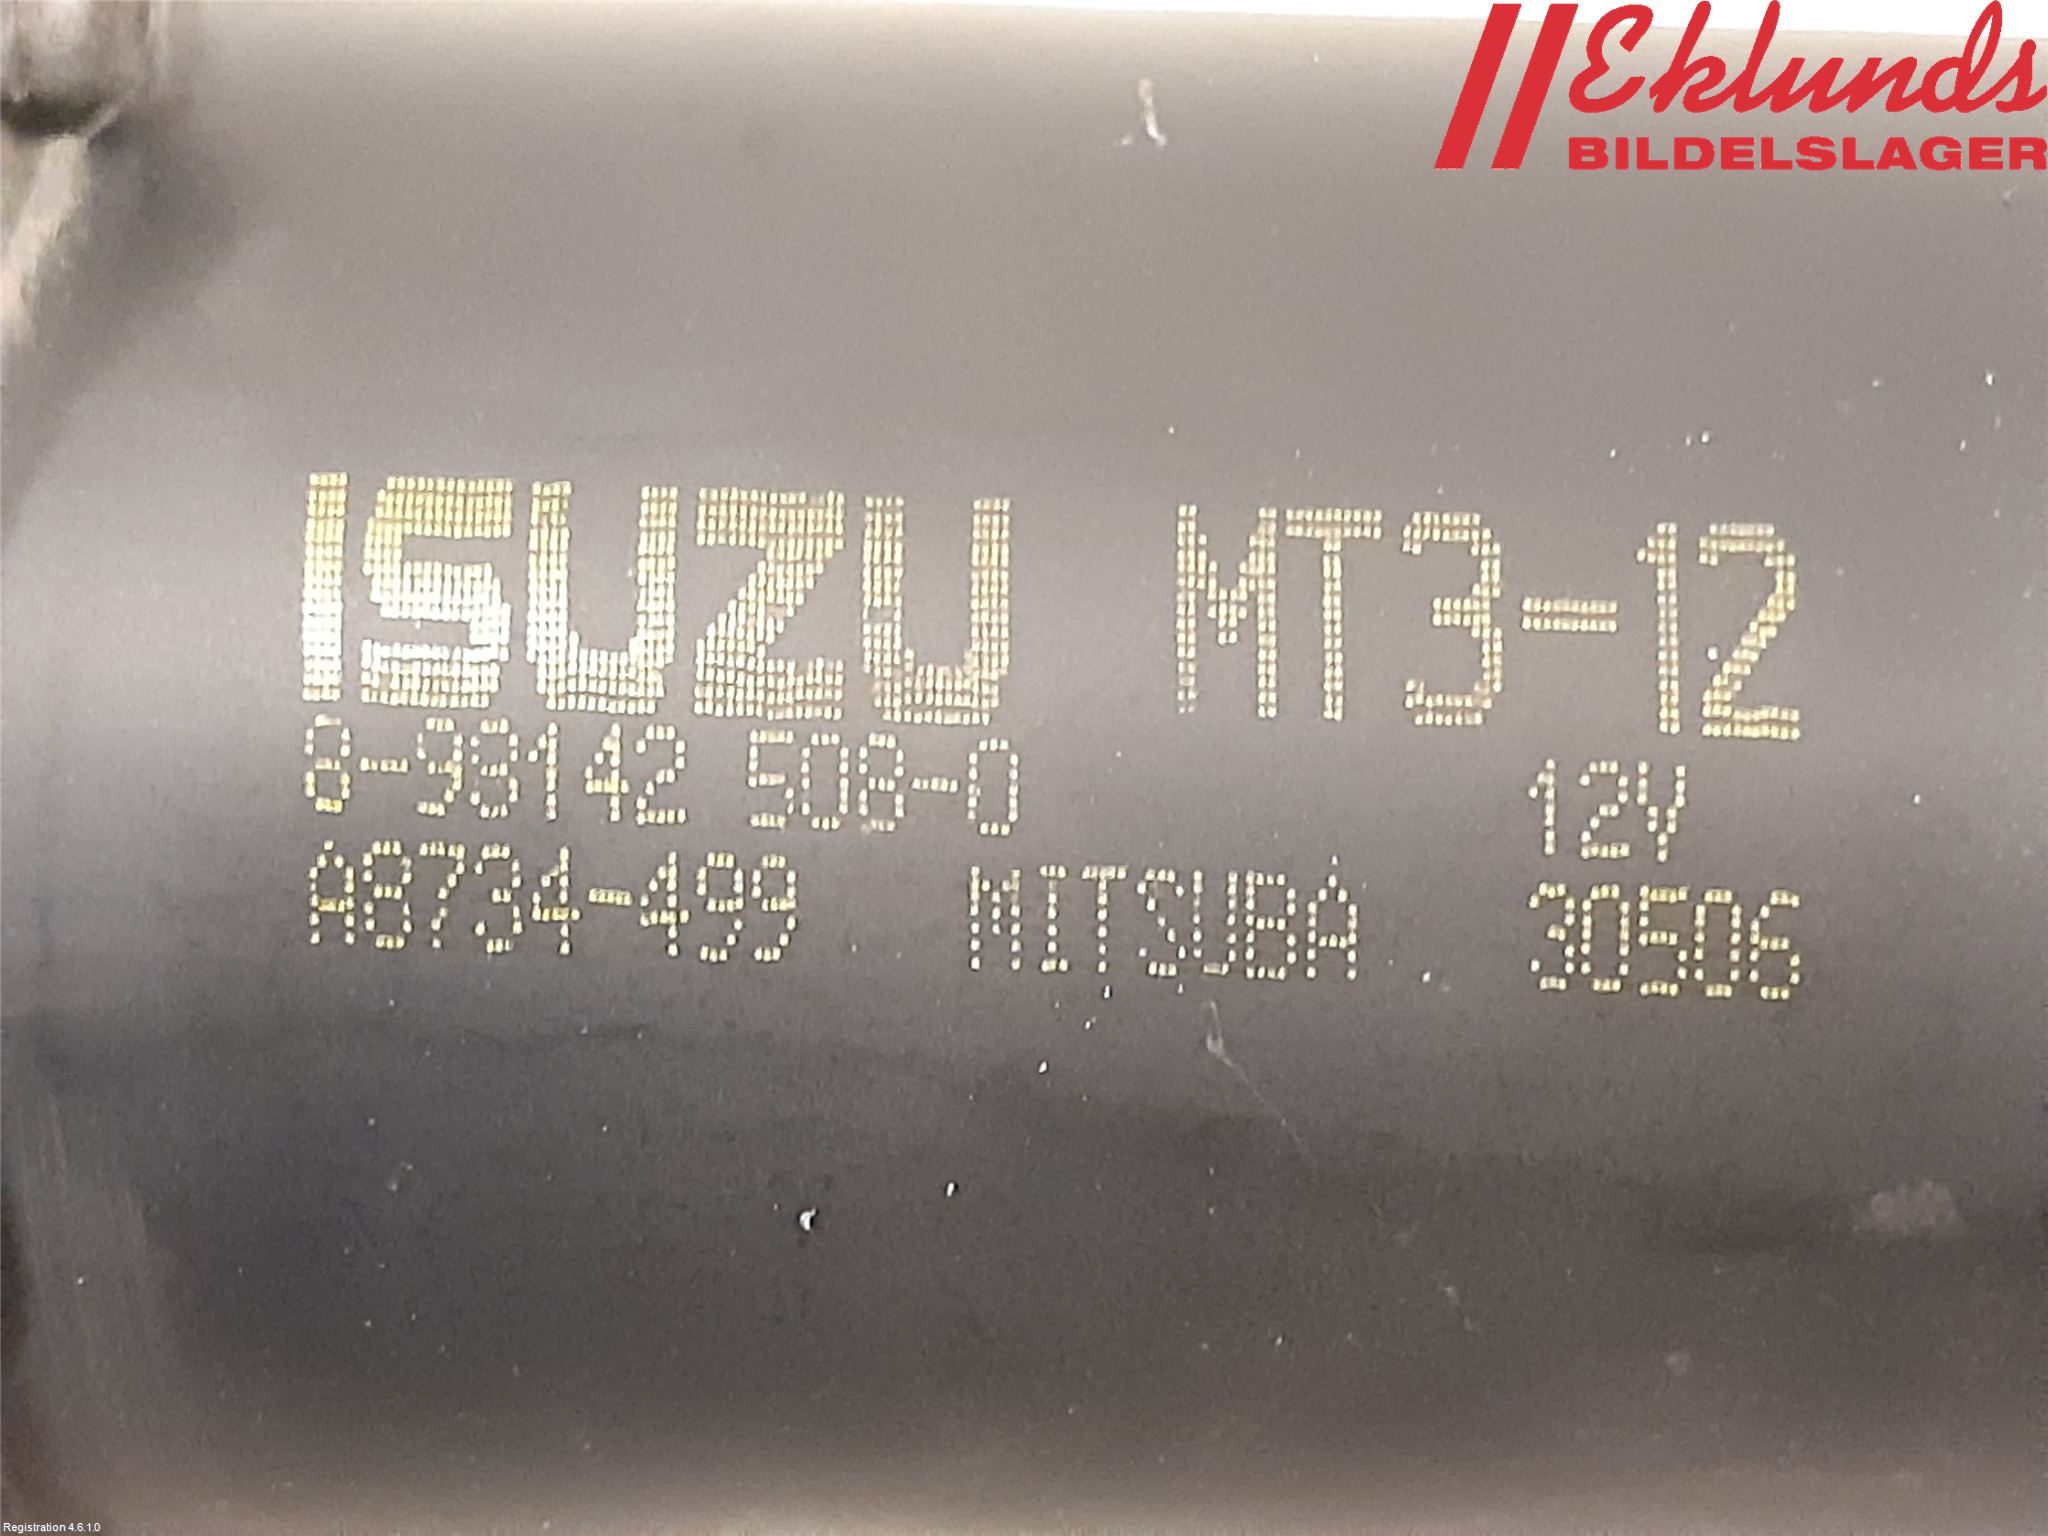 Eklunds
BILDELSLAGER
ISUZU MT3-12
8-98142 508-0 12V
A8734-499 MITSUBA 30506
Registration 4.6.1.0